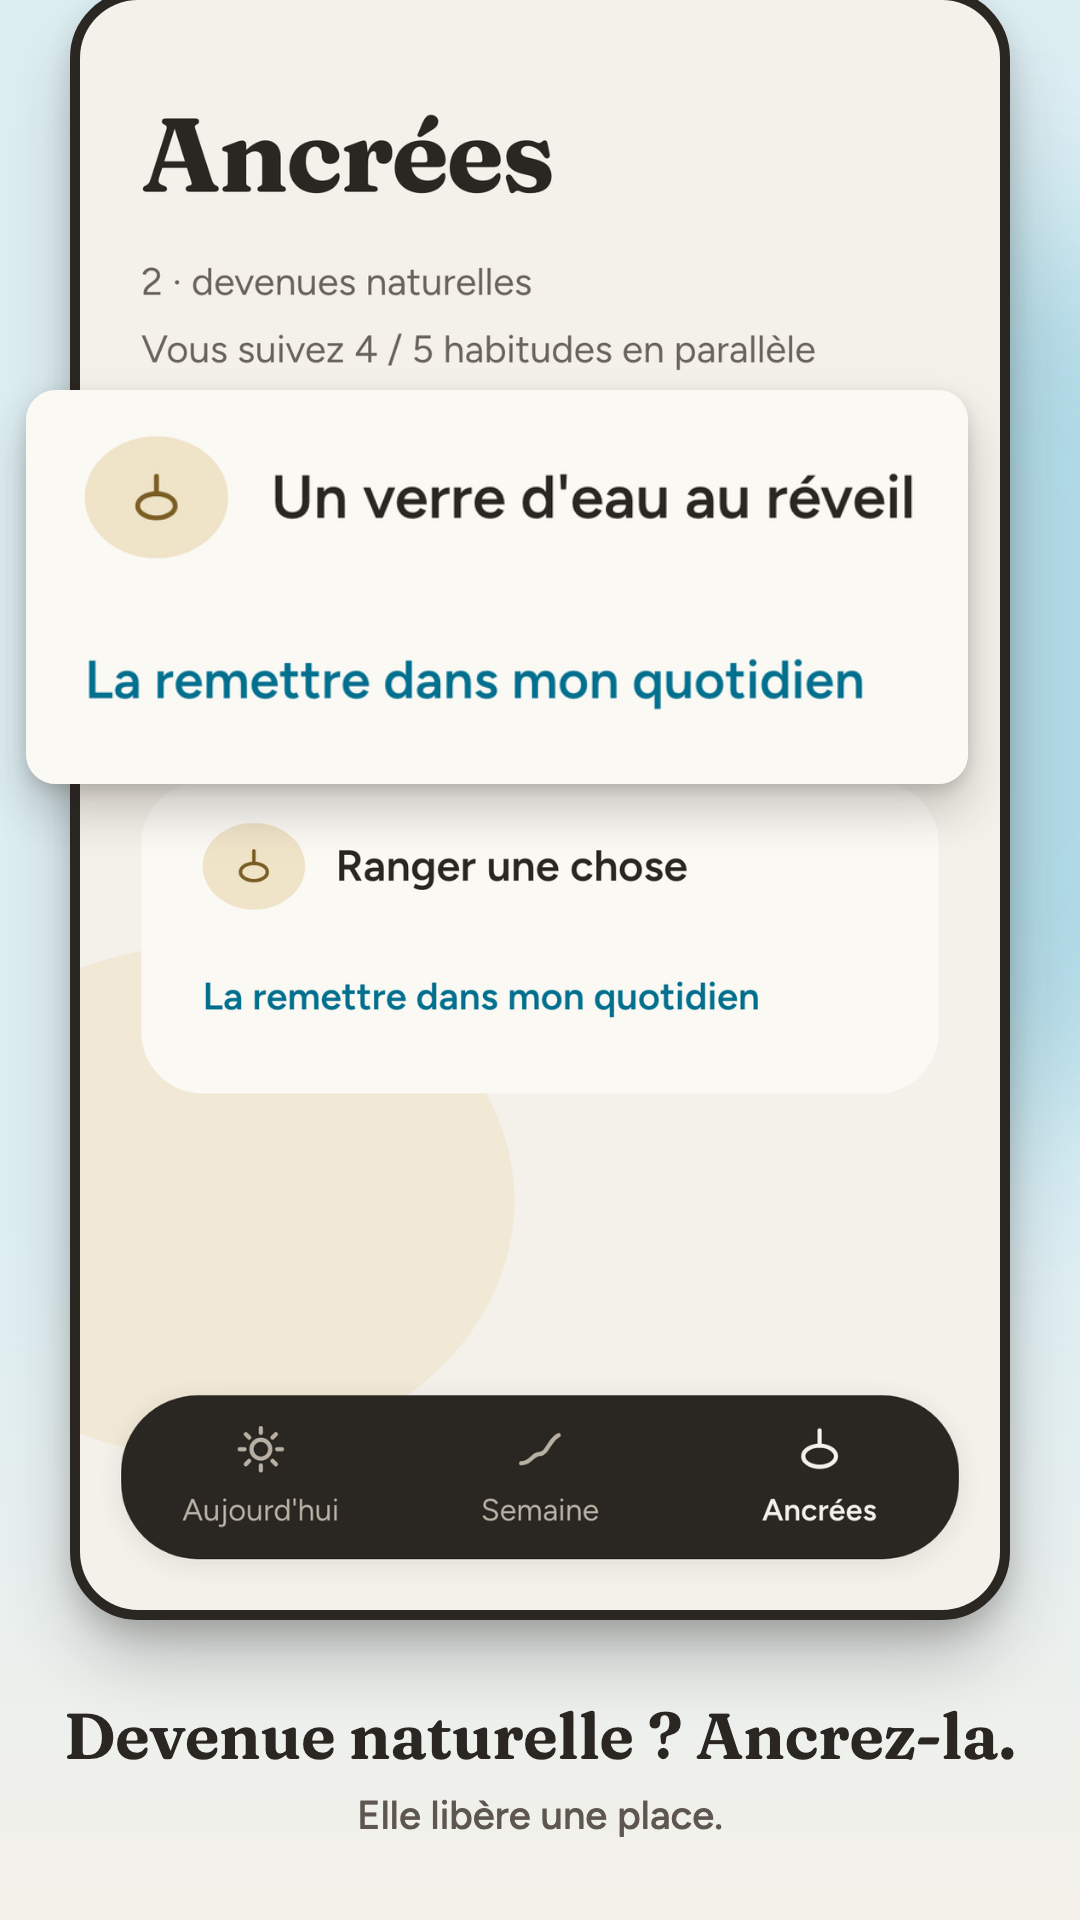 Ancrées
2 · devenues naturelles
Vous suivez 4 / 5 habitudes en parallèle
Un verre d'eau au réveil
La remettre dans mon quotidien
Ranger une chose
La remettre dans mon quotidien
Aujourd'hui
Semaine
Ancrées
Devenue naturelle ? Ancrez-la.
Elle libère une place.